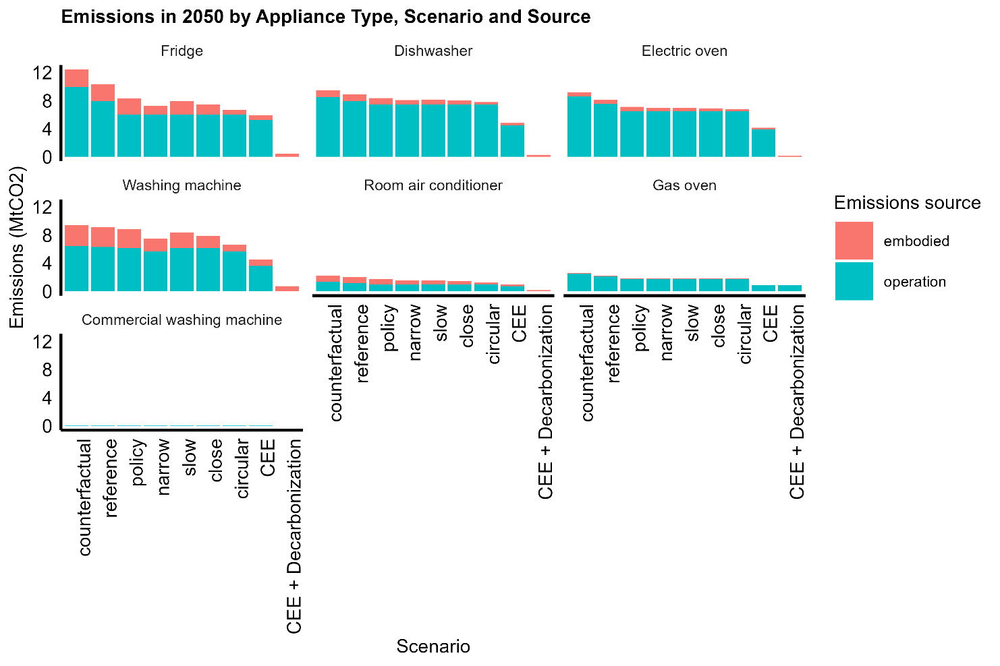 Emissions in 2050 by Appliance Type, Scenario and Source
Fridge
Dishwasher
Electric oven
12
8
4
0
Washing machine
Room air conditioner
Gas oven
12
8
4
0
Emissions (MtCO2)
Emissions source
embodied
operation
counterfactual
reference
policy
narrow
slow
close
circular
CEE
CEE + Decarbonization
counterfactual
reference
policy
narrow
slow
close
circular
CEE
CEE + Decarbonization
Commercial washing machine
12
8
4
0
counterfactual
reference
policy
narrow
slow
close
circular
CEE
CEE + Decarbonization
Scenario